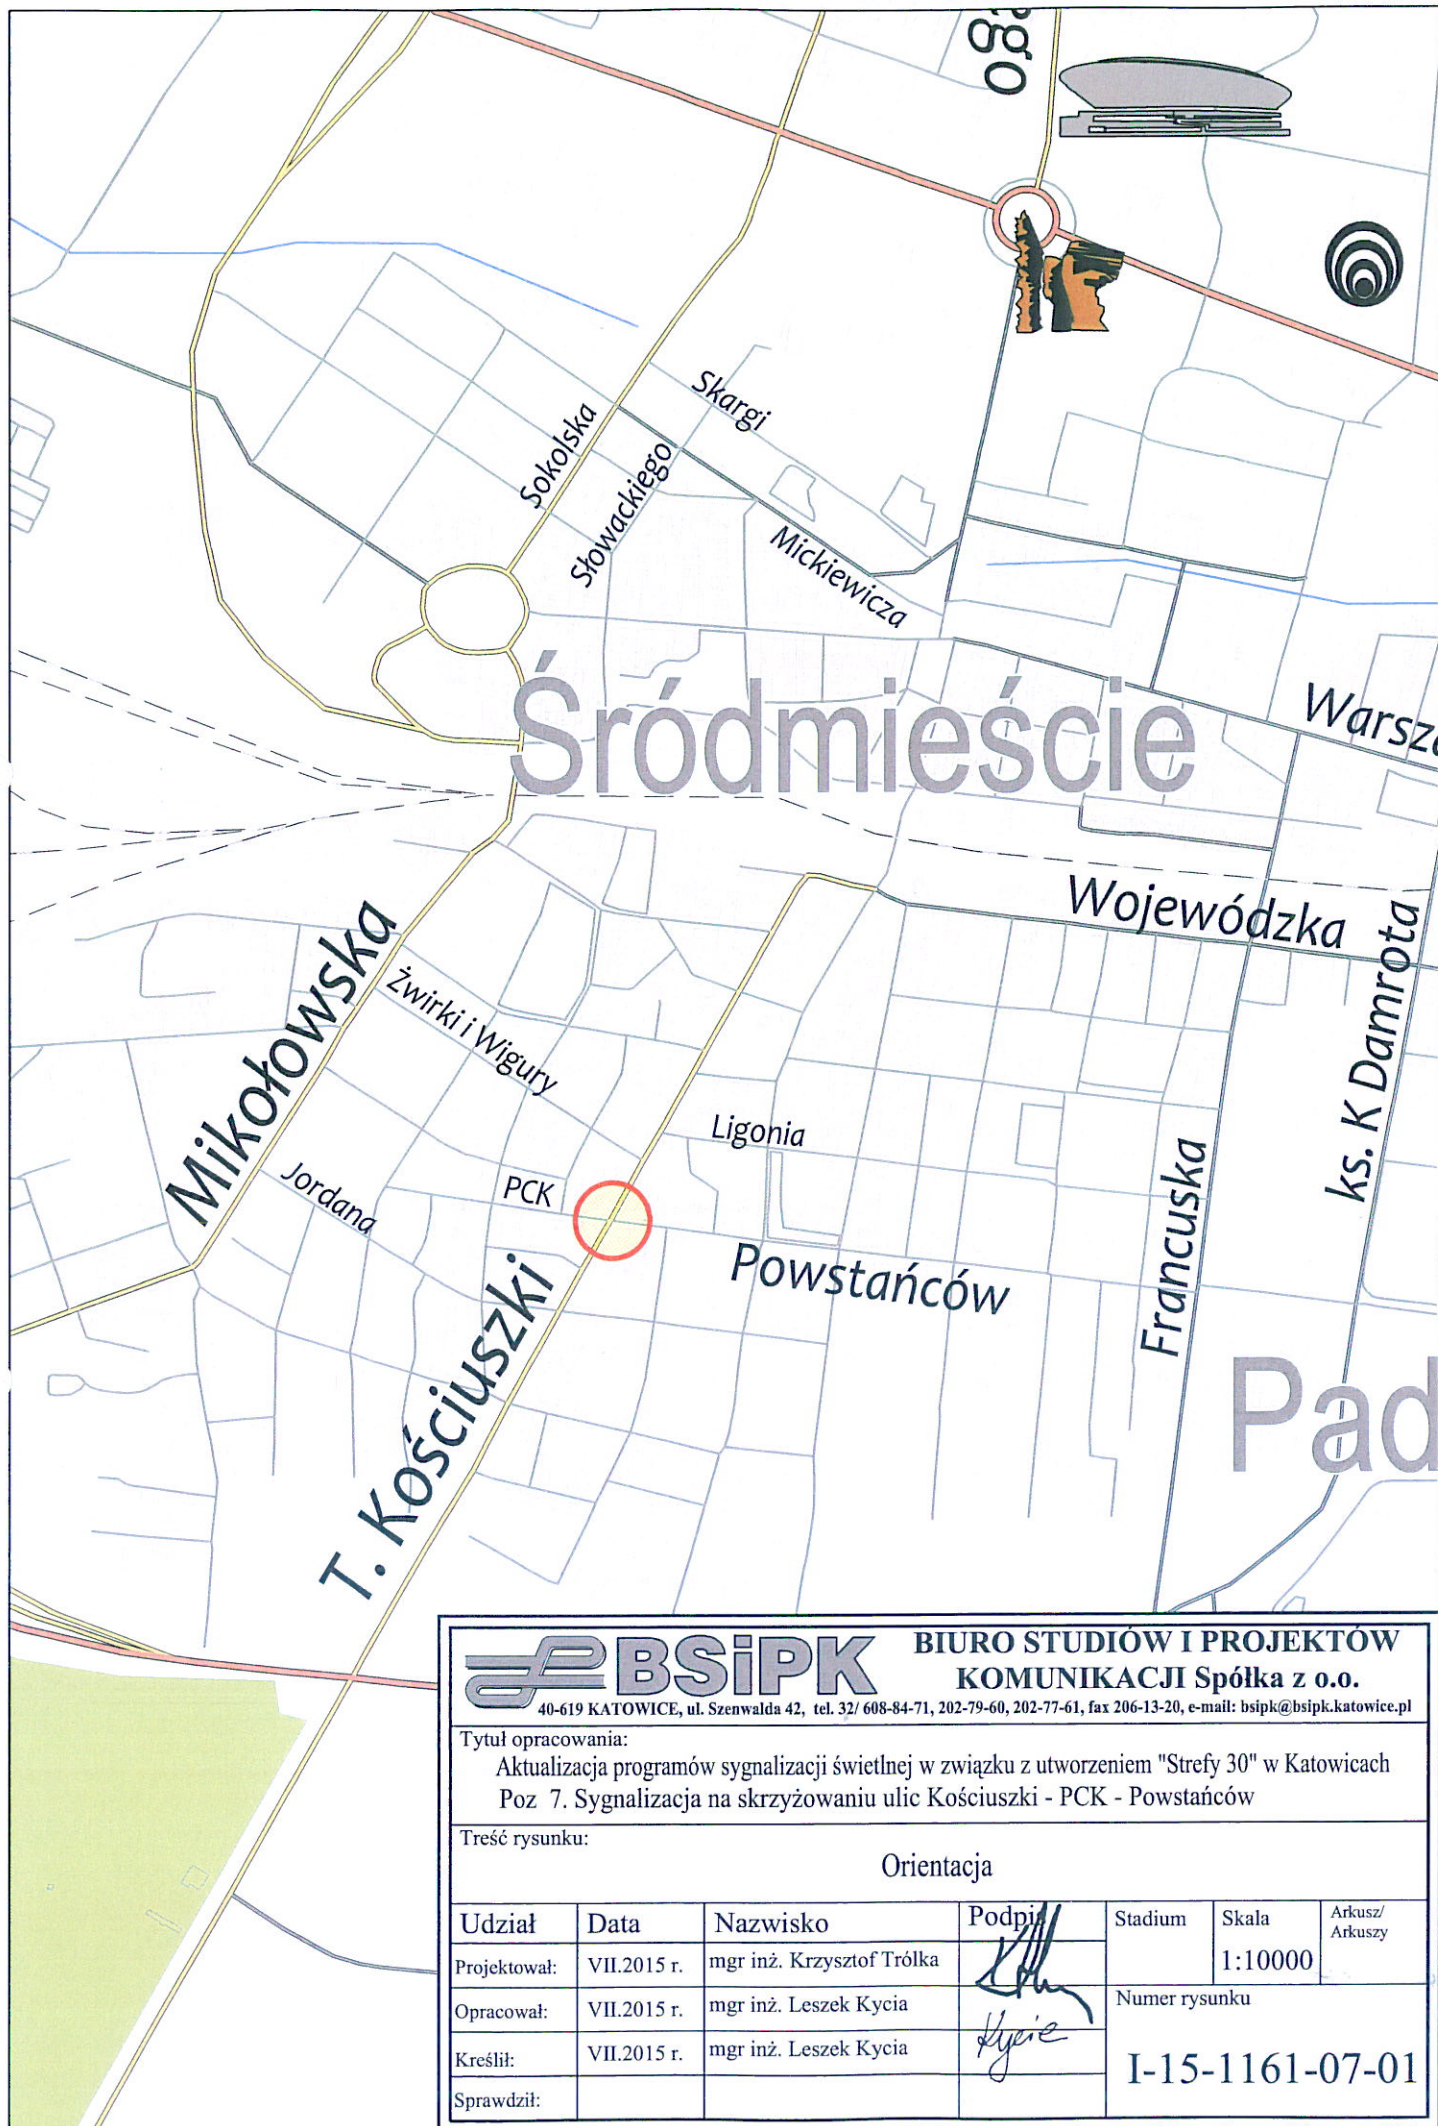 ego
Skargi
Sokolska
Słowackiego
Mickiewicza
Śródmieście
Warsz
Wojewódzka
Mikołowska
Żwirki i Wigury
ks. K Damrota
Ligonia
PCK
Jordana
Francuska
Powstańców
T. Kościuszki
Pad
BSiPK
BIURO STUDIÓW I PROJEKTÓW
KOMUNIKACJI Spółka z o.o.
40-619 KATOWICE, ul. Szenwalda 42, tel. 32/ 608-84-71, 202-79-60, 202-77-61, fax 206-13-20, e-mail: bsipk@bsipk.katowice.pl
Tytuł opracowania:
Aktualizacja programów sygnalizacji świetlnej w związku z utworzeniem "Strefy 30" w Katowicach
Poz 7. Sygnalizacja na skrzyżowaniu ulic Kościuszki - PCK - Powstańców
Treść rysunku:
Orientacja
Udział Data Nazwisko Podpis Stadium Skala Arkusz/
Arkuszy
1:10000
Projektował: VII.2015 r. mgr inż. Krzysztof Trólka
Opracował: VII.2015 r. mgr inż. Leszek Kycia
Numer rysunku
Kreślił: VII.2015 r. mgr inż. Leszek Kycia Kycia
I-15-1161-07-01
Sprawdził: